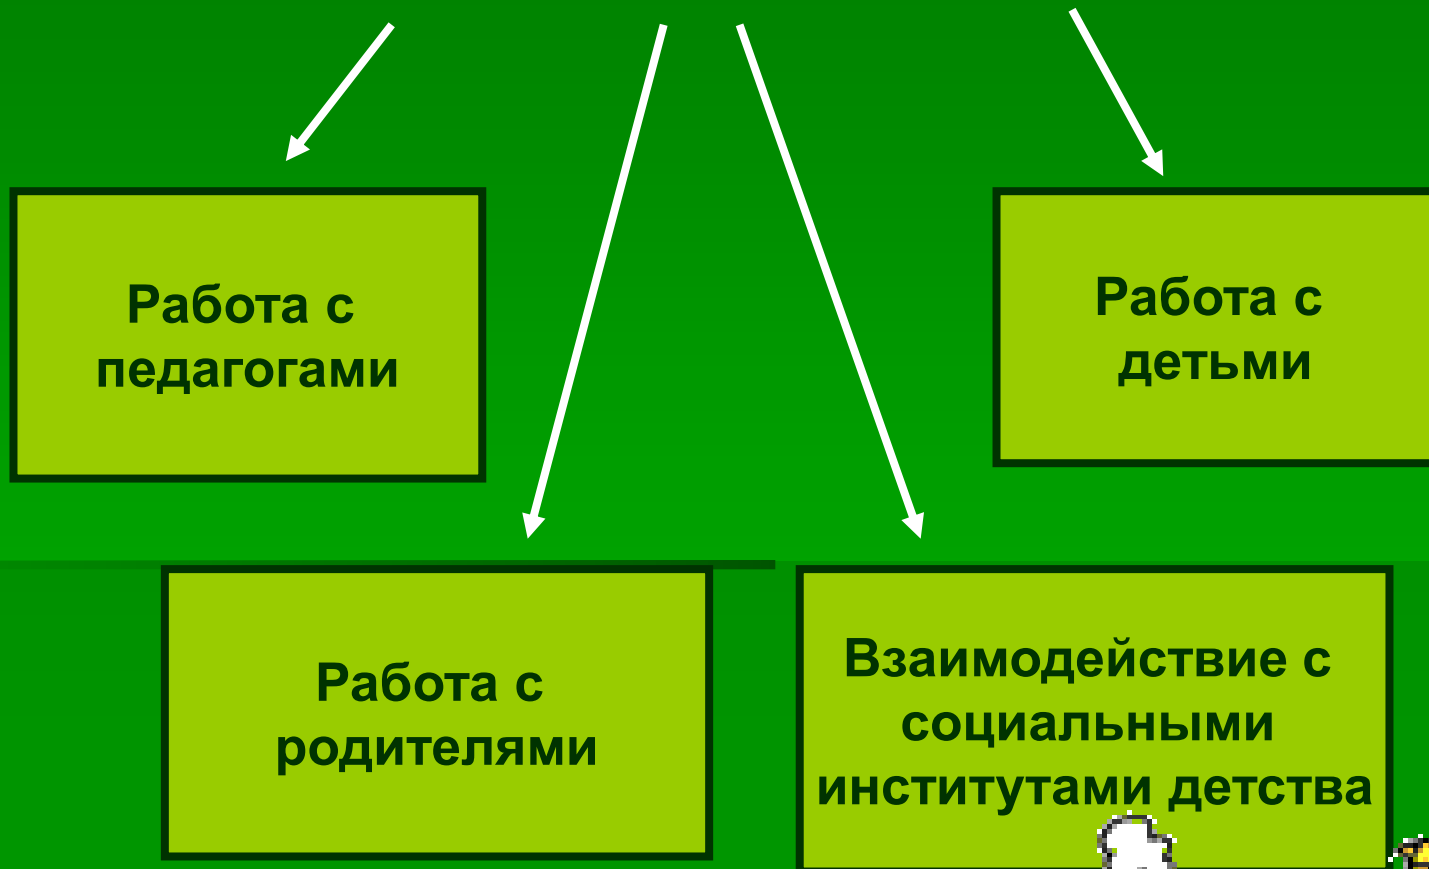 Работа с
педагогами
Работа с
детьми
Работа с
родителями
Взаимодействие с
социальными
институтами детства